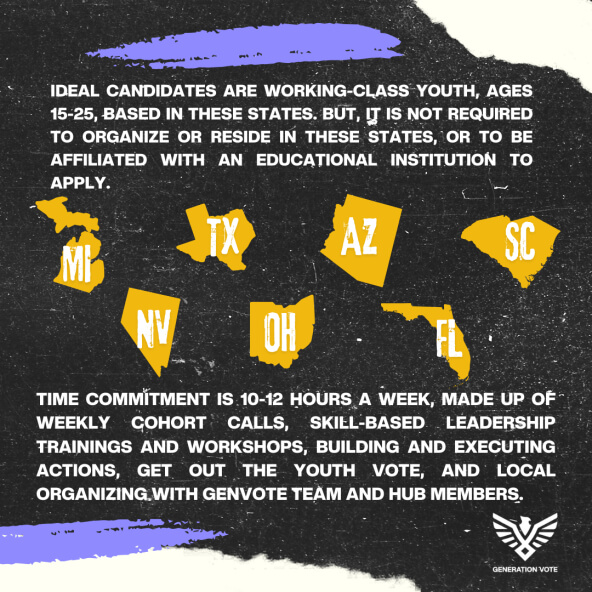 IDEAL CANDIDATES ARE WORKING-CLASS YOUTH, AGES
15-25, BASED IN THESE STATES. BUT, IT IS NOT REQUIRED
TO ORGANIZE OR RESIDE IN THESE STATES, OR TO BE
AFFILIATED WITH AN EDUCATIONAL INSTITUTION TO
APPLY.
MI
TX
AZ
SC
NV
OH
FL
TIME COMMITMENT IS 10-12 HOURS A WEEK, MADE UP OF
WEEKLY COHORT CALLS, SKILL-BASED LEADERSHIP
TRAININGS AND WORKSHOPS, BUILDING AND EXECUTING
ACTIONS, GET OUT THE YOUTH VOTE, AND LOCAL
ORGANIZING WITH GENVOTE TEAM AND HUB MEMBERS.
GENERATION VOTE